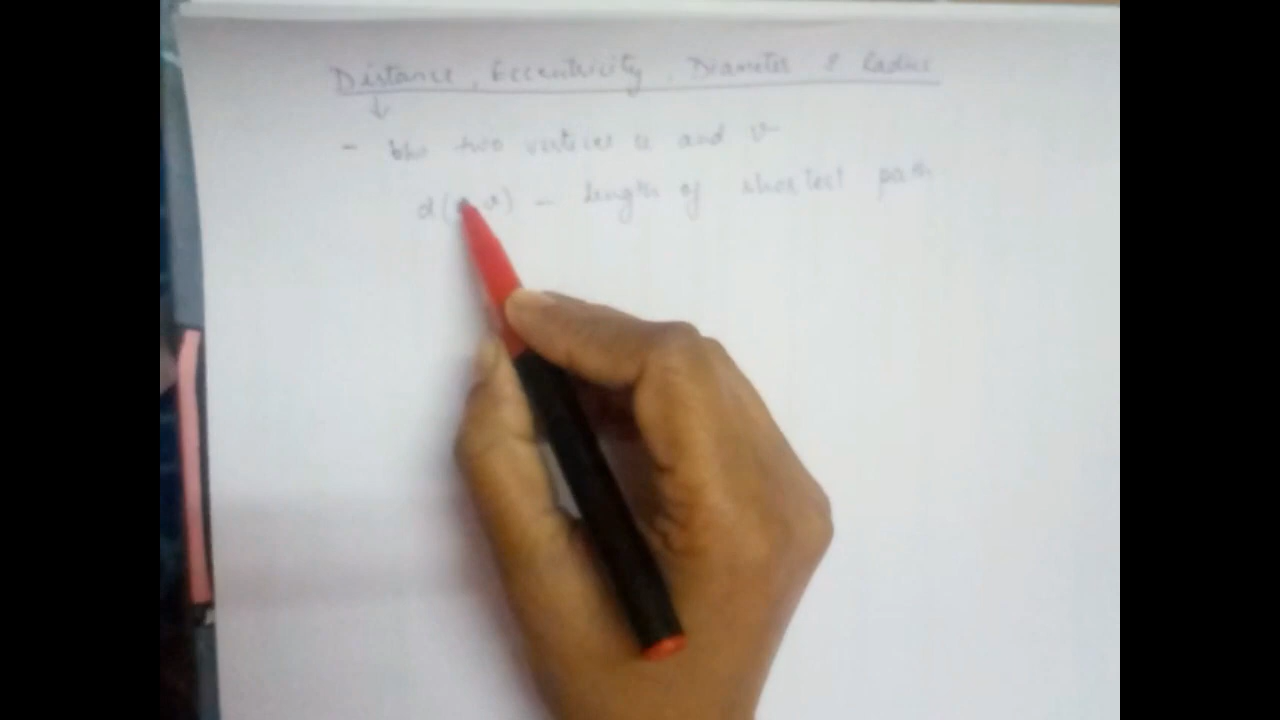 Distance, Eccentricity, Diameter & Radius
- b/w two vertices u and v
d(u, v) - length of shortest path